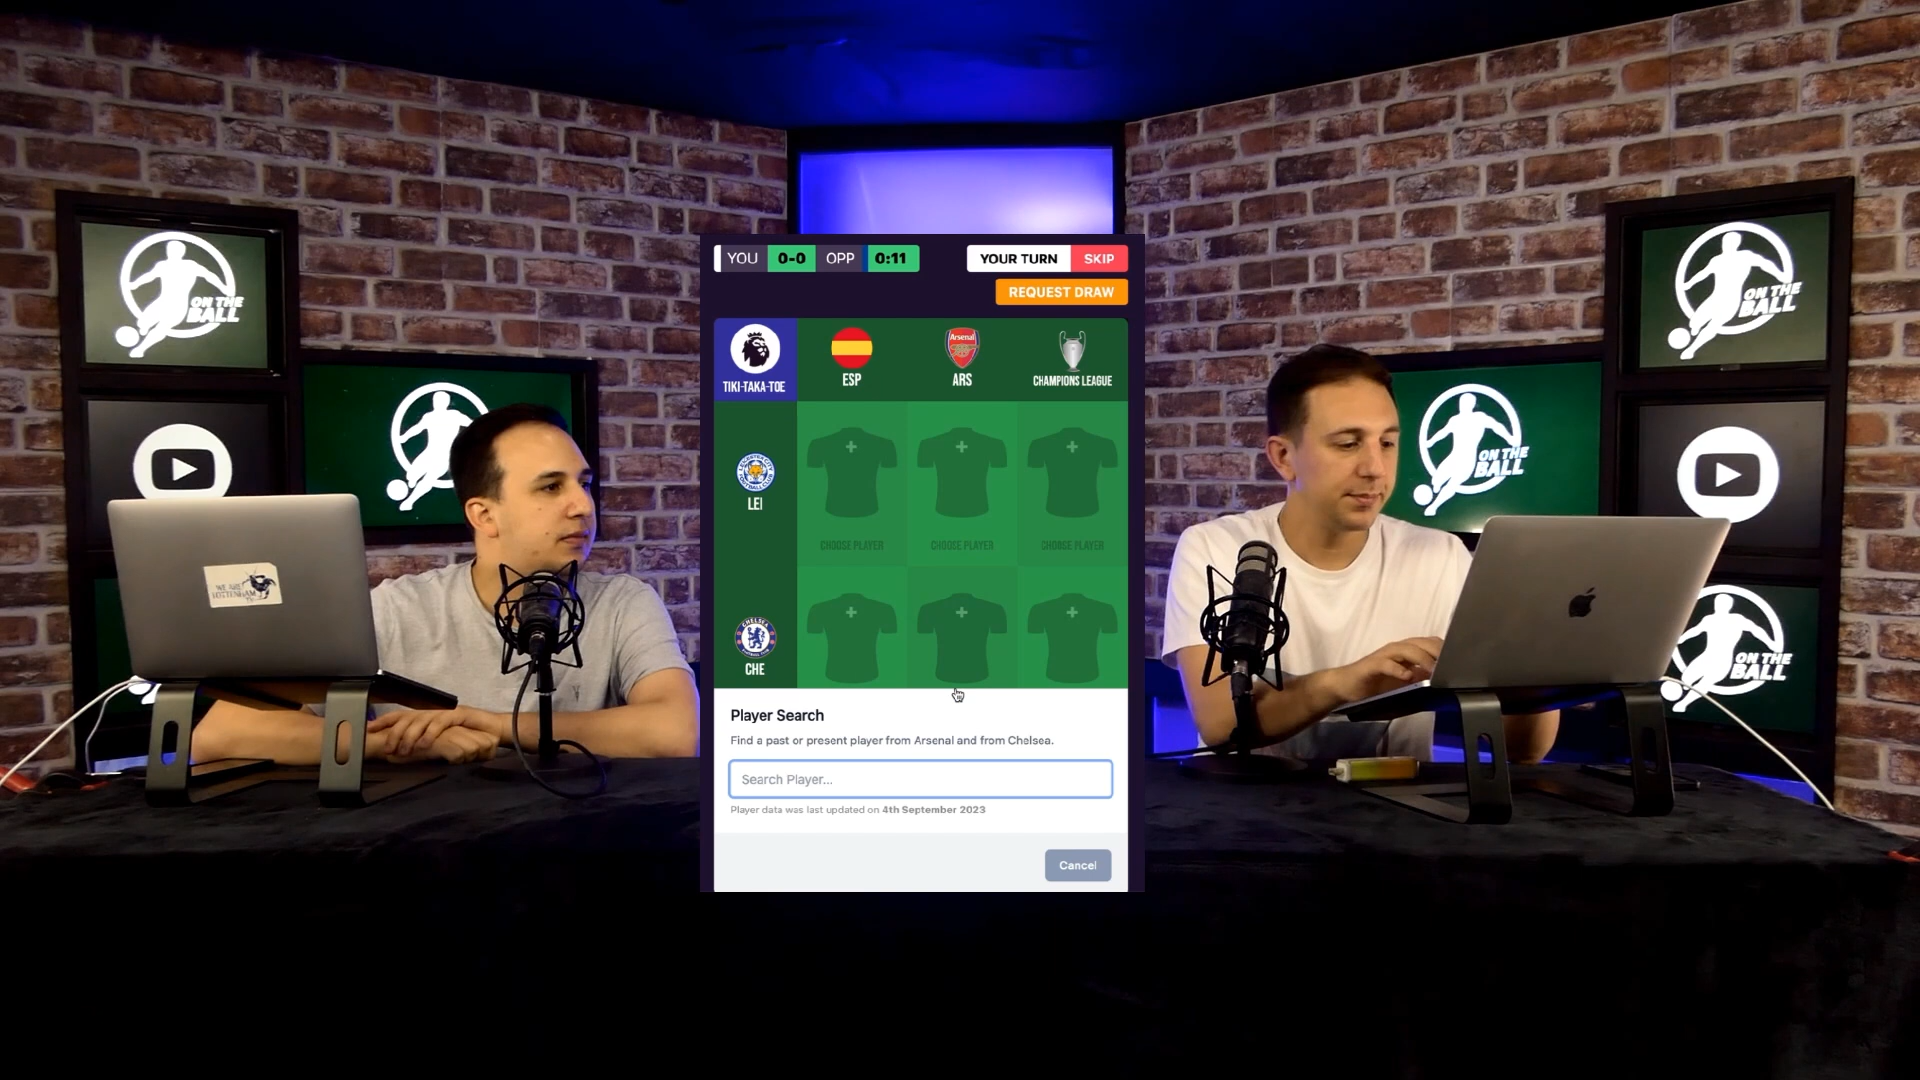 YOU 0-0 OPP 0:11 YOUR TURN SKIP
REQUEST DRAW
TIKI-TAKA-TOE ESP ARS CHAMPIONS LEAGUE
LEI
CHOOSE PLAYER CHOOSE PLAYER CHOOSE PLAYER
CHE
Player Search
Find a past or present player from Arsenal and from Chelsea.
Search Player...
Player data was last updated on 4th September 2023
Cancel
ON THE
BALL
ON THE
BALL
ON THE
BALL
ON THE
BALL
WE ARE
TOTTENHAM
Arsenal